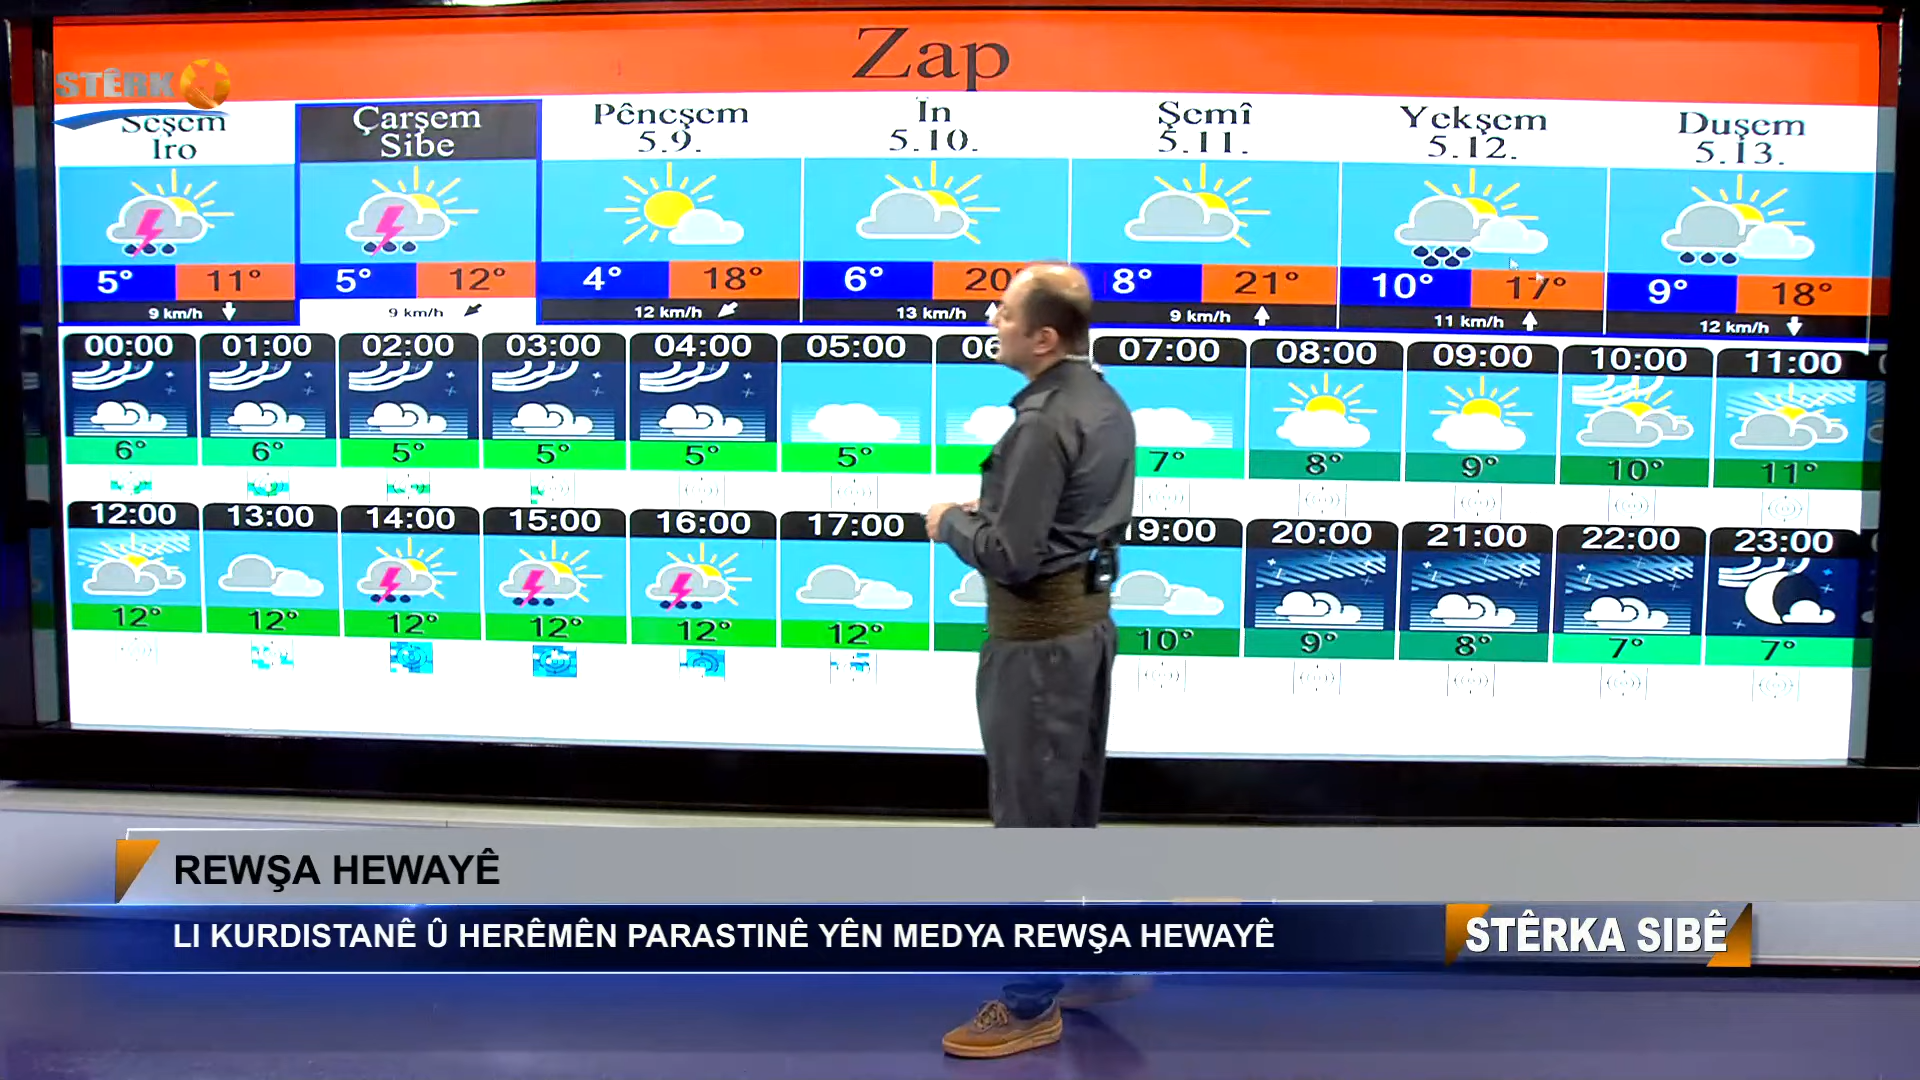 Zap
STÊRK
Sêşem
Îro
Çarşem
Sibe
Pêncşem
5.9.
În
5.10.
Şemî
5.11.
Yekşem
5.12.
Duşem
5.13.
5° 11° 5° 12° 4° 18° 6° 20° 8° 21° 10° 17° 9° 18°
9 km/h 9 km/h 12 km/h 13 km/h 9 km/h 11 km/h 12 km/h
00:00 01:00 02:00 03:00 04:00 05:00 06 07:00 08:00 09:00 10:00 11:00
6° 6° 5° 5° 5° 5° 7° 8° 9° 10° 11°
12:00 13:00 14:00 15:00 16:00 17:00 19:00 20:00 21:00 22:00 23:00
12° 12° 12° 12° 12° 12° 10° 9° 8° 7° 7°
REWŞA HEWAYÊ
LI KURDISTANÊ Û HERÊMÊN PARASTINÊ YÊN MEDYA REWŞA HEWAYÊ
STÊRKA SIBÊ